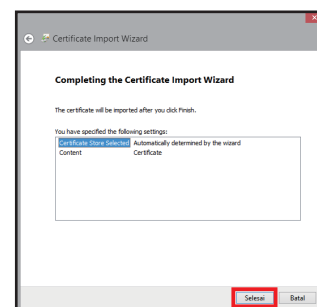 Certificate Import Wizard
Completing the Certificate Import Wizard
The certificate will be imported after you click Finish.
You have specified the following settings:
Certificate Store Selected Automatically determined by the wizard
Content Certificate
Selesai Batal